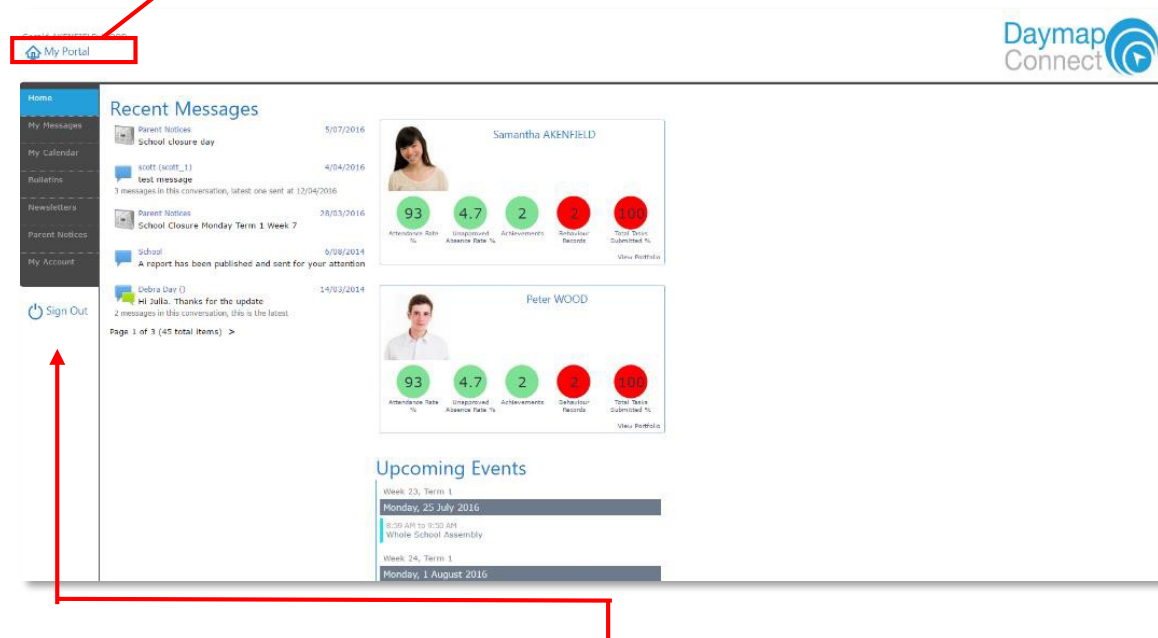 My Portal
Daymap
Connect
Home
My Messages
My Calendar
Bulletins
Newsletters
Parent Notices
My Account
Sign Out
Recent Messages
Parent Notices 5/07/2016
School closure day
scott (scott_1) 4/04/2016
test message
3 messages in this conversation, latest one sent at 12/04/2016
Parent Notices 28/03/2016
School Closure Monday Term 1 Week 7
School 6/08/2014
A report has been published and sent for your attention
Debra Day () 14/03/2014
Hi Julia. Thanks for the update
2 messages in this conversation, this is the latest
Page 1 of 3 (45 total items) >
Samantha AKENFIELD
93 4.7 2 2 100
Attendance Rate Unapproved Achievements Behaviour Total Tasks
% Absence Rate % Records Submitted %
View Portfolio
Peter WOOD
93 4.7 2 2 100
Attendance Rate Unapproved Achievements Behaviour Total Tasks
% Absence Rate % Records Submitted %
View Portfolio
Upcoming Events
Week 23, Term 1
Monday, 25 July 2016
AM to 9:50 AM
Whole School Assembly
Week 24, Term 1
Monday, 1 August 2016